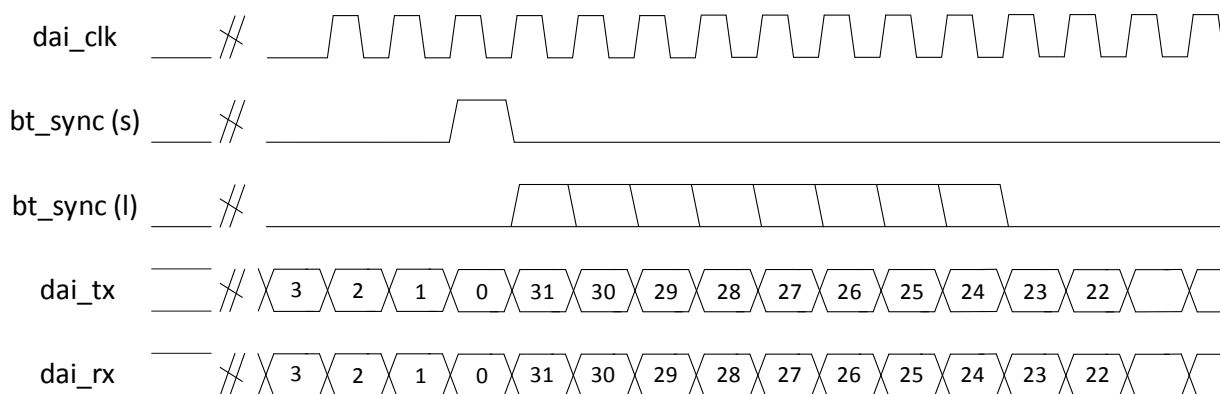 dai_clk
bt_sync (s)
bt_sync (l)
dai_tx 3 2 1 0 31 30 29 28 27 26 25 24 23 22
dai_rx 3 2 1 0 31 30 29 28 27 26 25 24 23 22